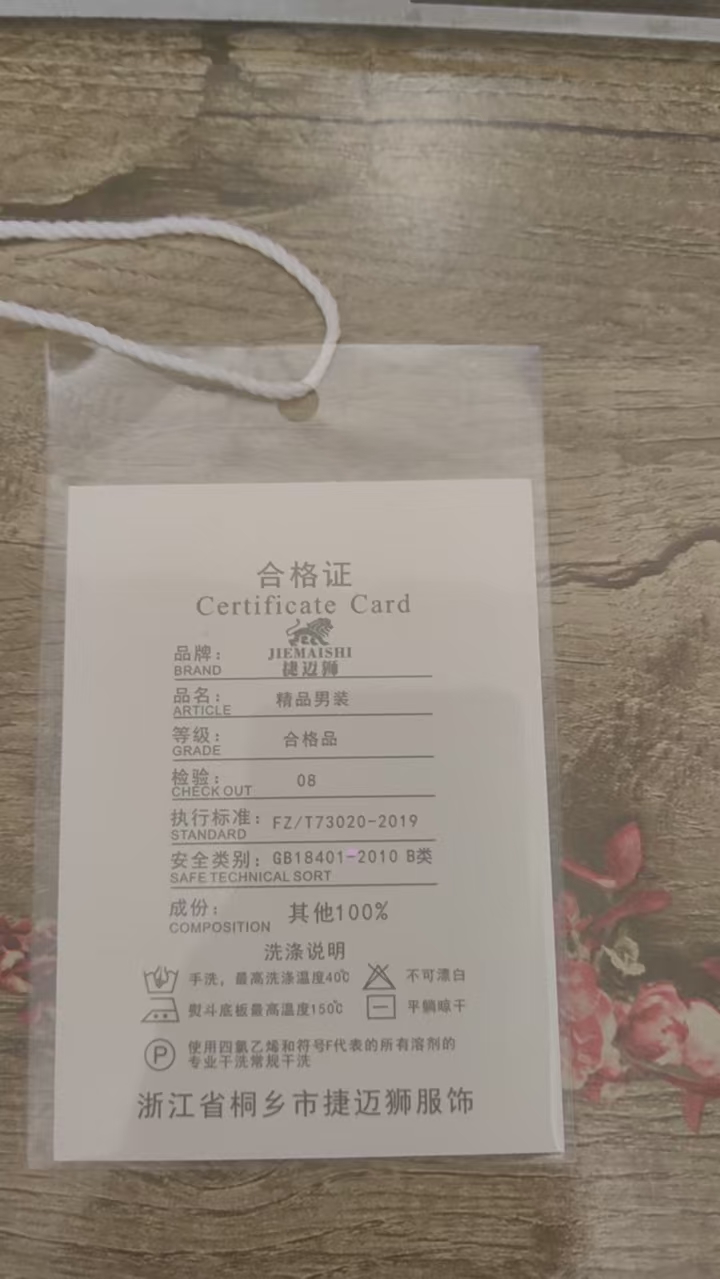 合格证
Certificate Card
JIEMAISHI
品牌： 捷迈狮
BRAND
品名： 精品男装
ARTICLE
等级： 合格品
GRADE
检验： 08
CHECK OUT
执行标准： FZ/T73020-2019
STANDARD
安全类别： GB18401-2010 B类
SAFE TECHNICAL SORT
成份： 其他100%
COMPOSITION
洗涤说明
手洗，最高洗涤温度40℃ 不可漂白
熨斗底板最高温度150℃ 平躺晾干
P 使用四氯乙烯和符号F代表的所有溶剂的
专业干洗常规干洗
浙江省桐乡市捷迈狮服饰